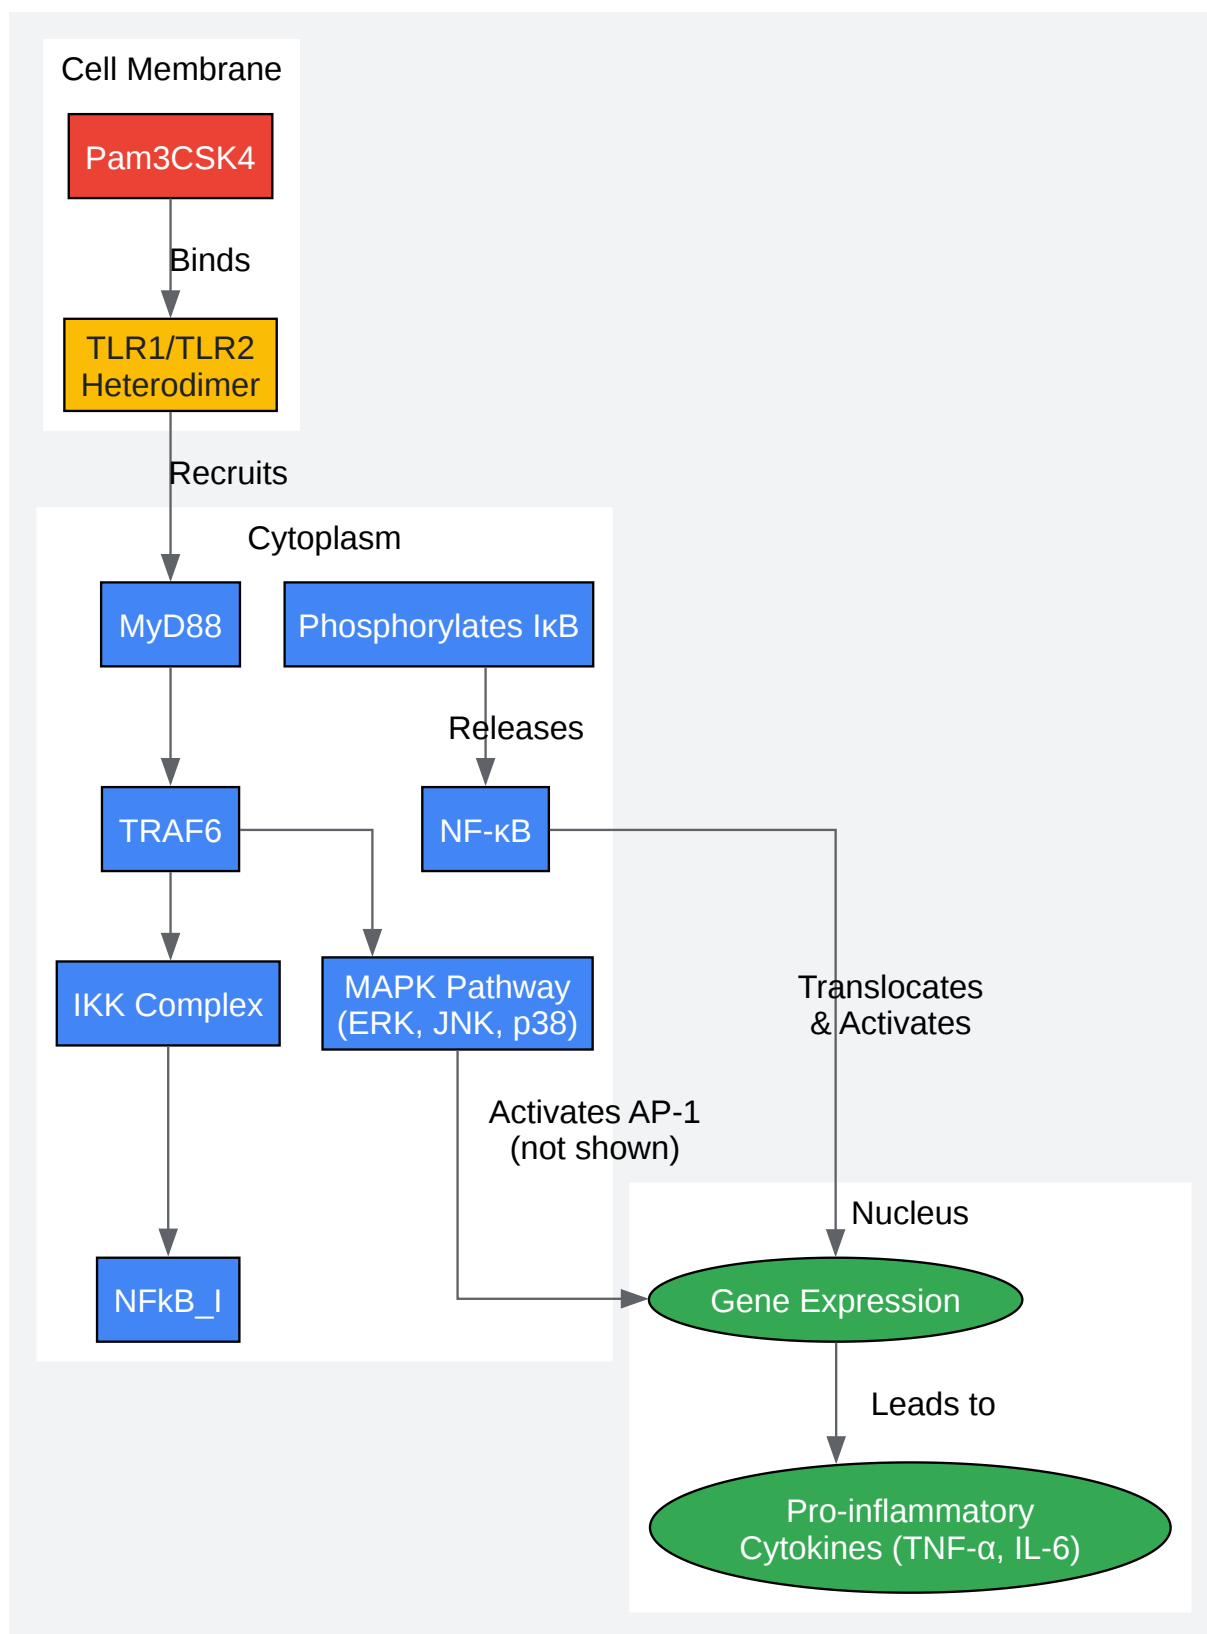 Cell Membrane
Pam3CSK4
Binds
TLR1/TLR2
Heterodimer
Recruits
Cytoplasm
MyD88
Phosphorylates IκB
Releases
TRAF6
NF-κB
IKK Complex
MAPK Pathway
(ERK, JNK, p38)
Translocates
& Activates
Activates AP-1
(not shown)
Nucleus
NFkB_I
Gene Expression
Leads to
Pro-inflammatory
Cytokines (TNF-α, IL-6)